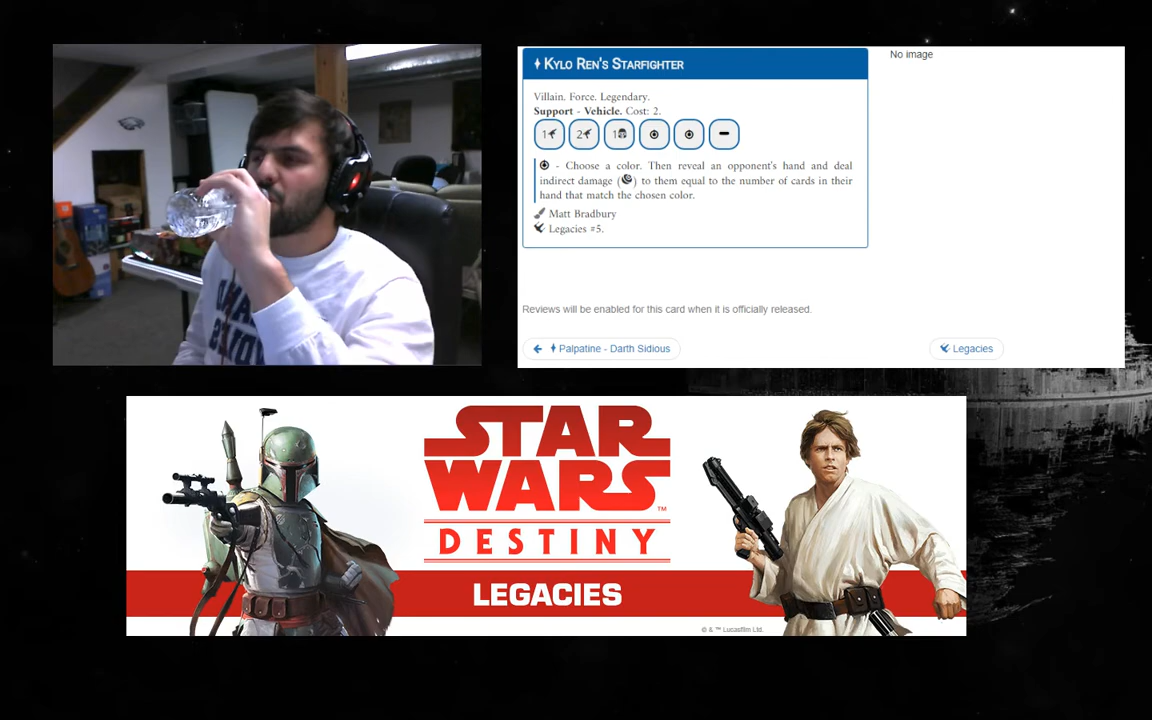 Kylo Ren's Starfighter
No image
Villain. Force. Legendary.
Support - Vehicle. Cost: 2.
1 2 1
- Choose a color. Then reveal an opponent's hand and deal
indirect damage ( ) to them equal to the number of cards in their
hand that match the chosen color.
Matt Bradbury
Legacies #5.
Reviews will be enabled for this card when it is officially released.
Palpatine - Darth Sidious
Legacies
STAR
WARS
™
DESTINY
LEGACIES
© & ™ Lucasfilm Ltd.